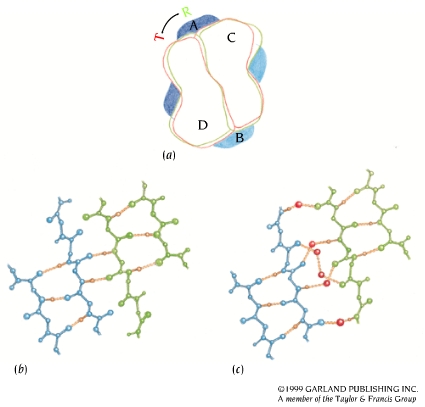 R
T
A
C
D
B
(a)
(b)
(c)
©1999 GARLAND PUBLISHING INC.
A member of the Taylor & Francis Group